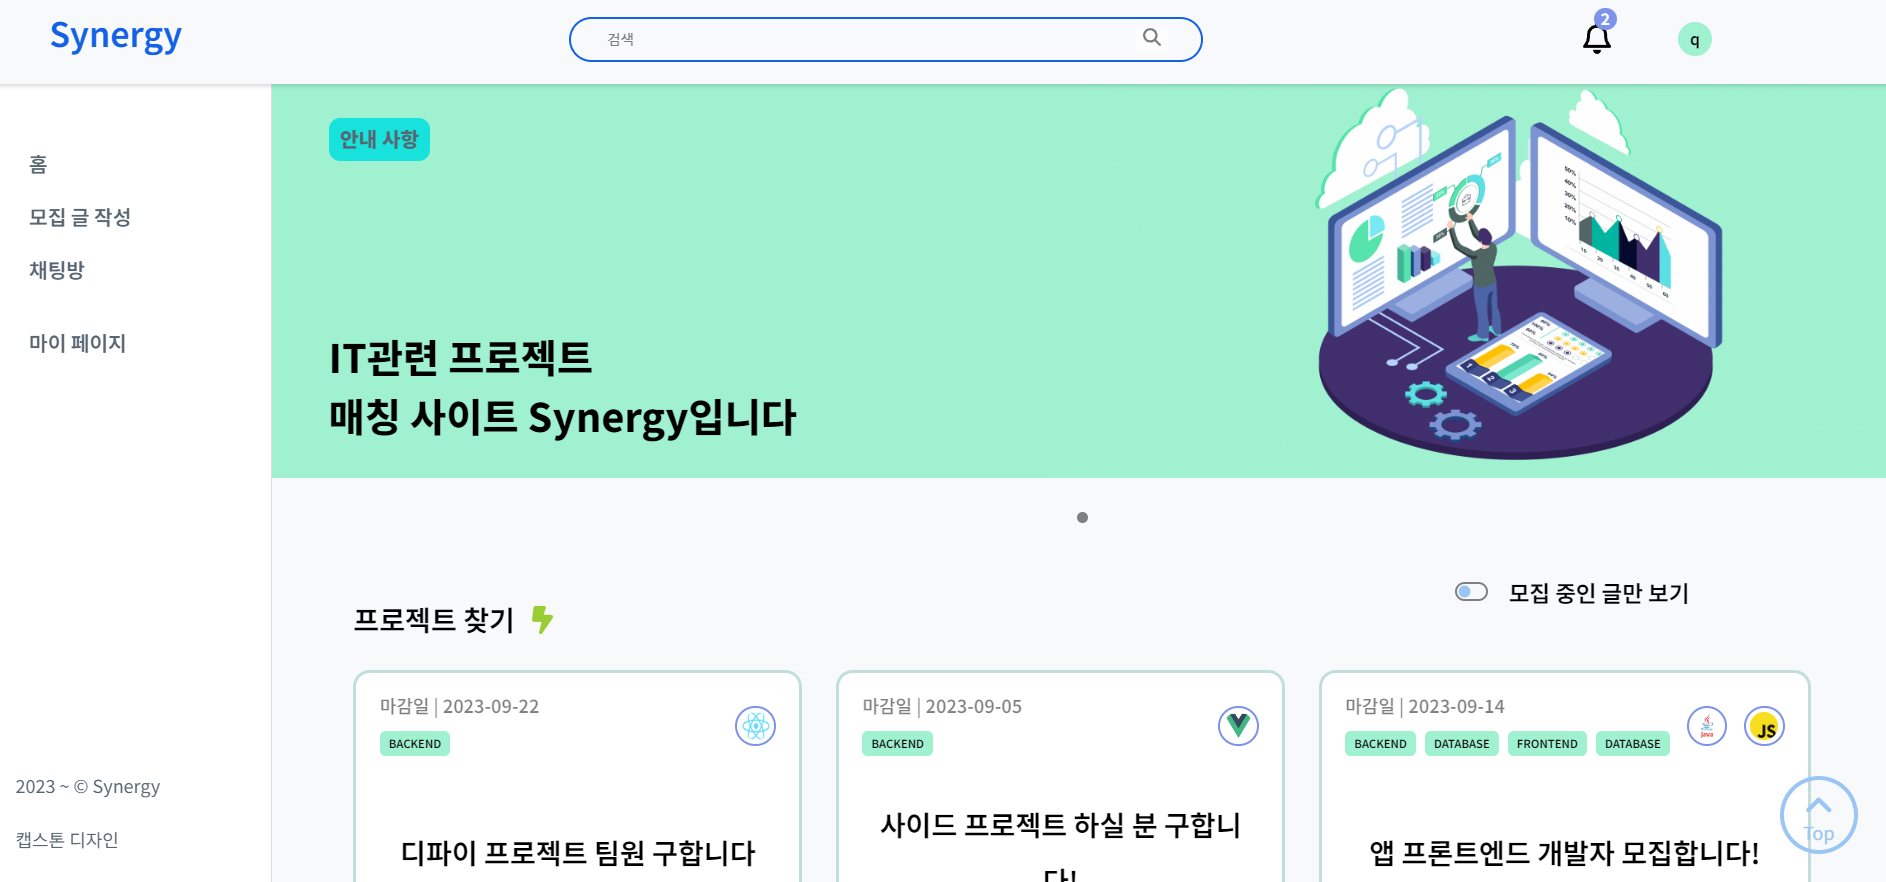 Synergy
검색
2
q
홈
모집 글 작성
채팅방
마이 페이지
2023 ~ © Synergy
캡스톤 디자인
안내 사항
IT관련 프로젝트
매칭 사이트 Synergy입니다
프로젝트 찾기
모집 중인 글만 보기
마감일 | 2023-09-22
BACKEND
디파이 프로젝트 팀원 구합니다
마감일 | 2023-09-05
BACKEND
사이드 프로젝트 하실 분 구합니
다!
마감일 | 2023-09-14
BACKEND DATABASE FRONTEND DATABASE
Java
JS
앱 프론트엔드 개발자 모집합니다!
Top